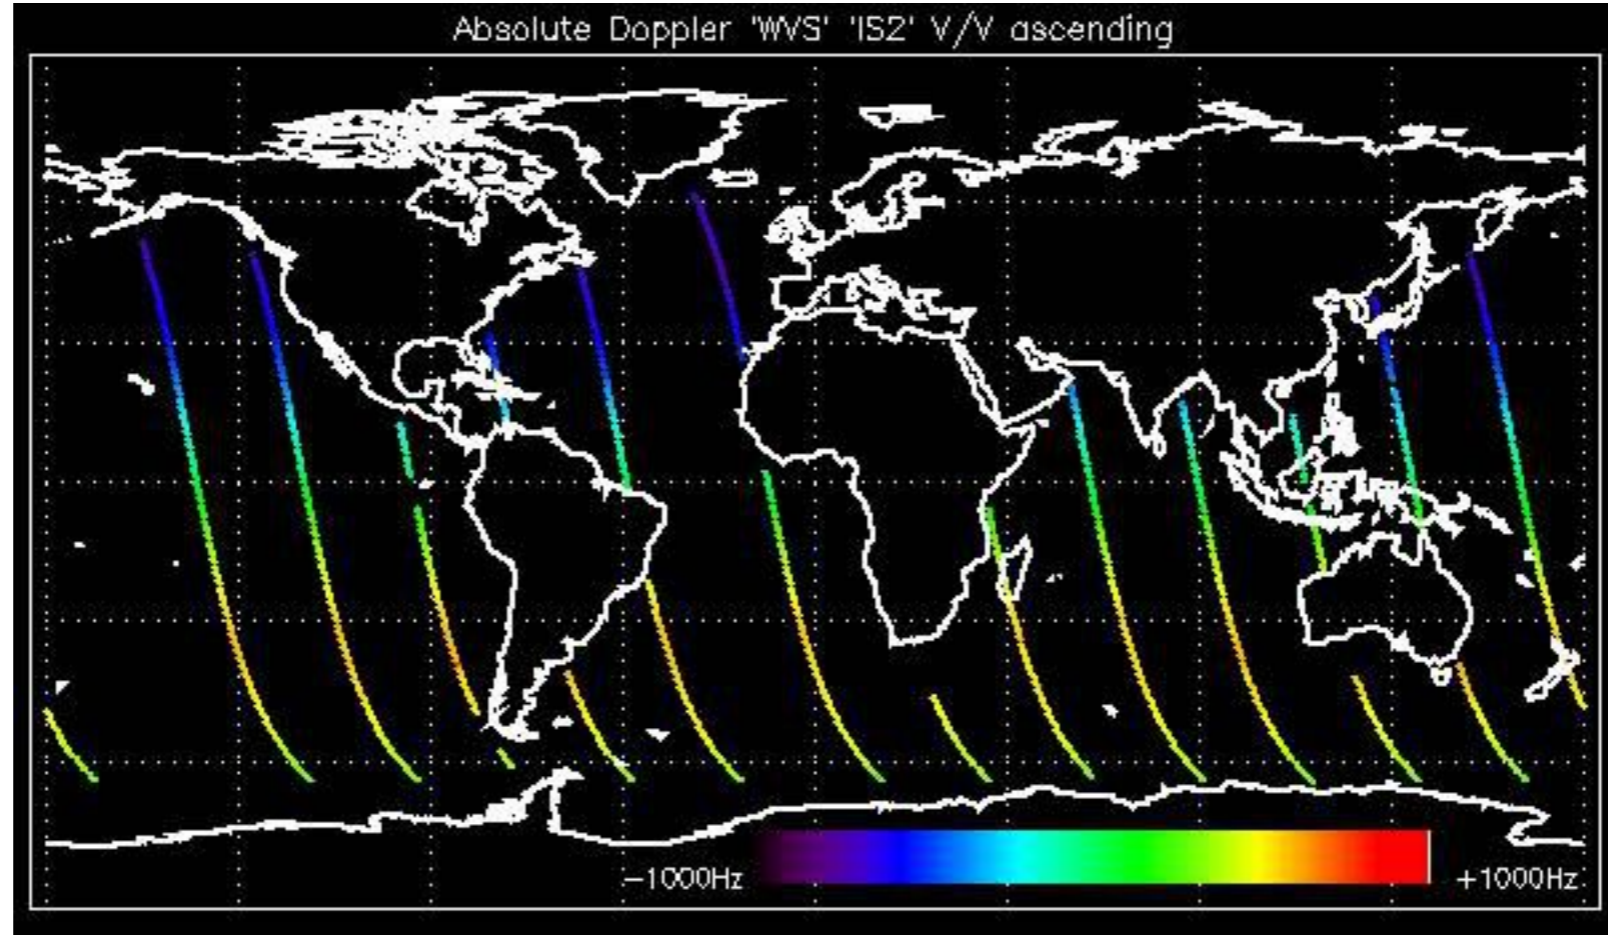 Absolute Doppler 'WVS' 'IS2' V/V ascending
−1000Hz
+1000Hz